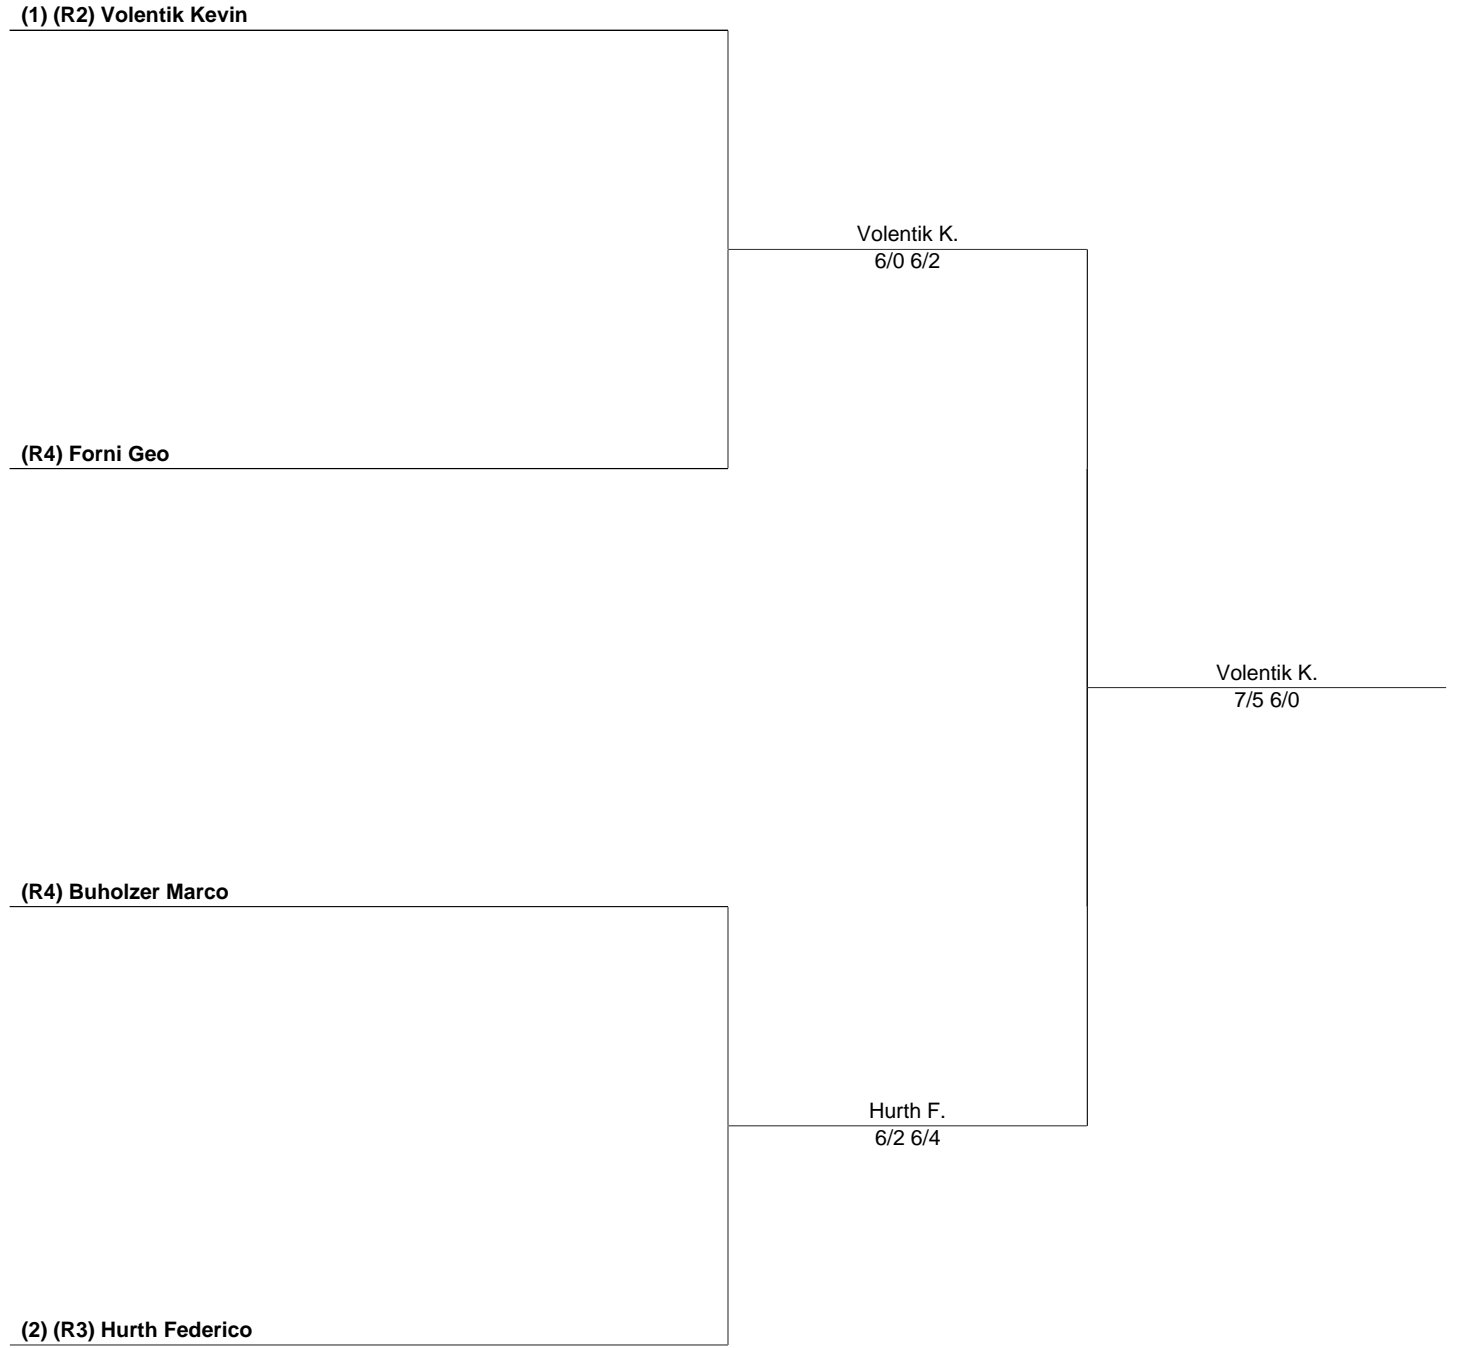 (1) (R2) Volentik Kevin
Volentik K.
6/0 6/2
(R4) Forni Geo
Volentik K.
7/5 6/0
(R4) Buholzer Marco
Hurth F.
6/2 6/4
(2) (R3) Hurth Federico